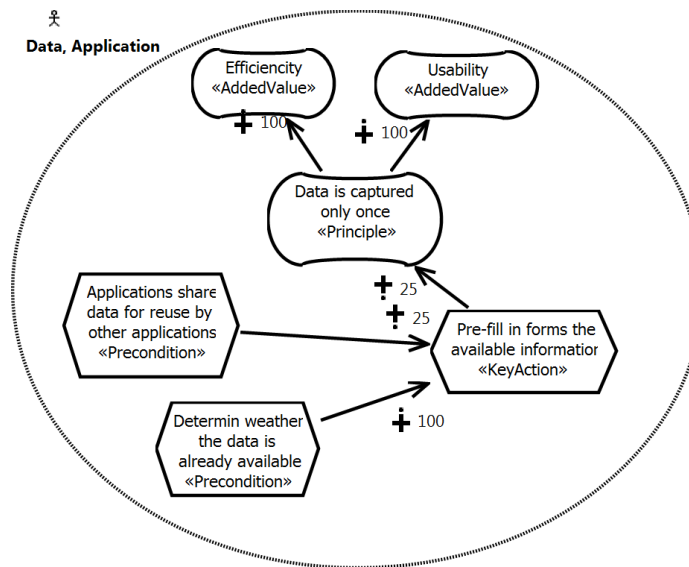 Data, Application
Efficiencity
«AddedValue»
Usability
«AddedValue»
100
100
Data is captured
only once
«Principle»
25
25
Applications share
data for reuse by
other applications
«Precondition»
Pre-fill in forms the
available information
«KeyAction»
Determin weather
the data is
already available
«Precondition»
100